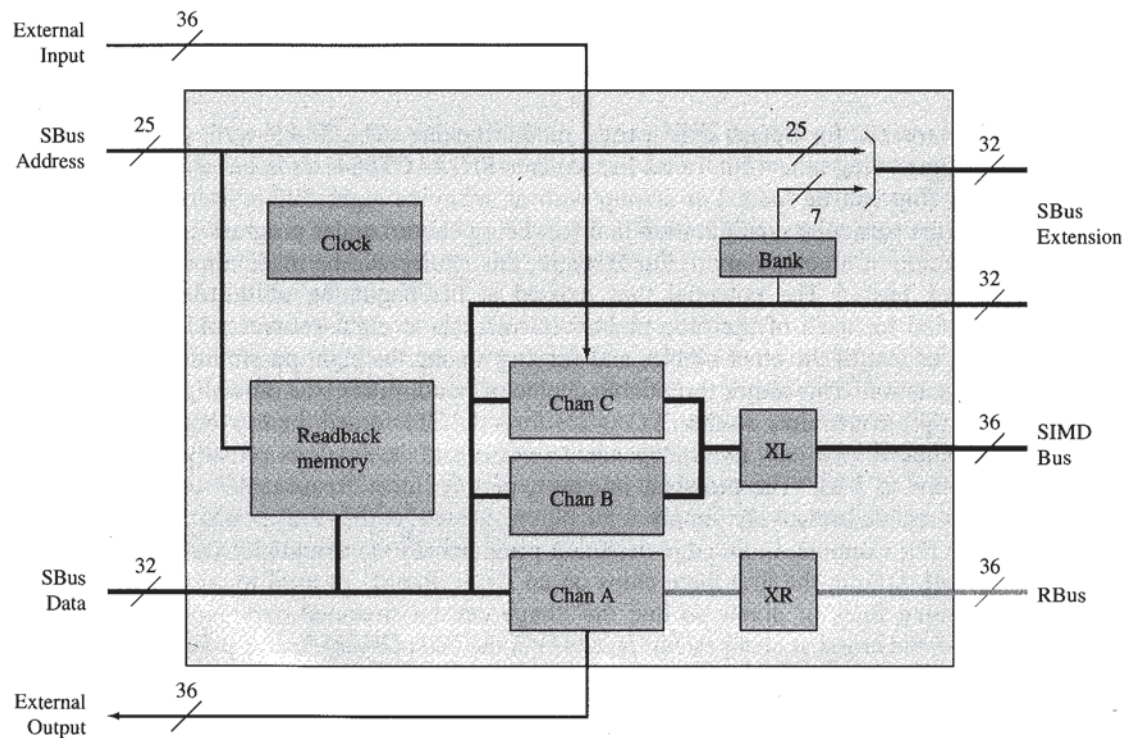 36
External
Input
SBus
Address
25
25
32
7
SBus
Extension
Clock
Bank
32
Chan C
Readback
memory
XL
36
SIMD
Bus
Chan B
SBus
Data
32
Chan A
XR
36
RBus
External
Output
36